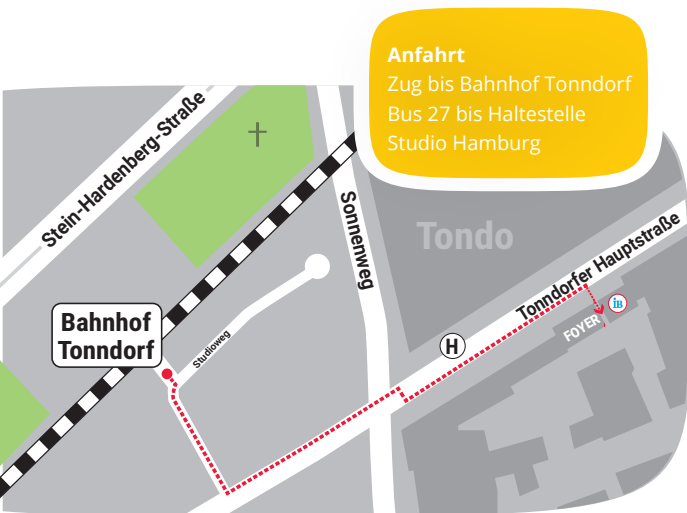 Anfahrt
Zug bis Bahnhof Tonndorf
Bus 27 bis Haltestelle
Studio Hamburg
Stein-Hardenberg-Straße
Sonnenweg
Tondo
Tonndorfer Hauptstraße
Bahnhof
Tonndorf
Studioweg
H
iB
FOYER